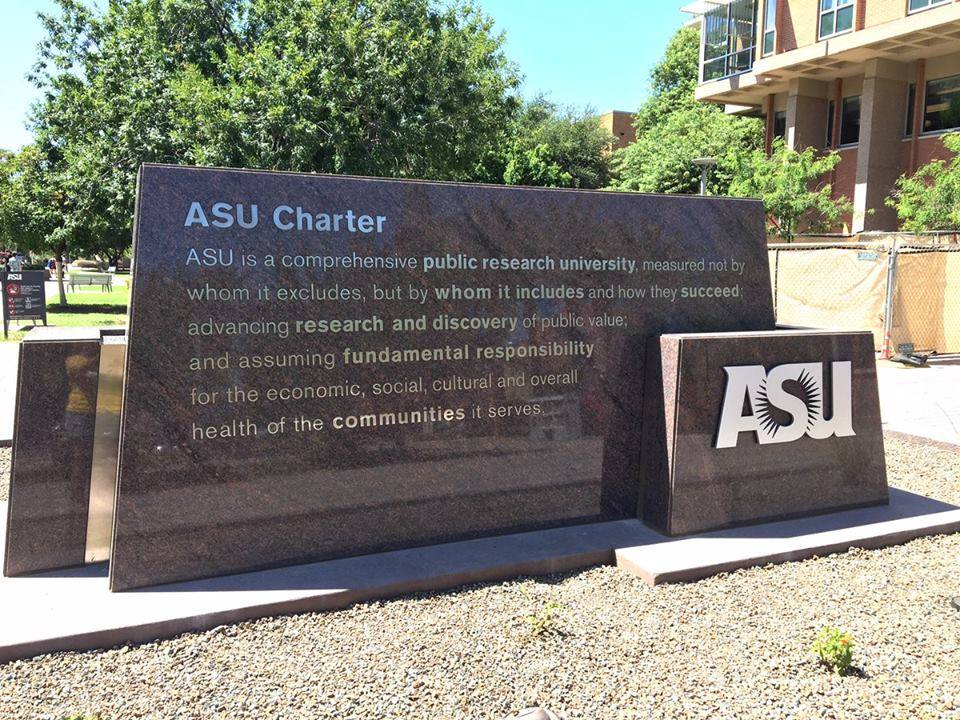 ASU Charter
ASU is a comprehensive public research university, measured not by
whom it excludes, but by whom it includes and how they succeed;
advancing research and discovery of public value;
and assuming fundamental responsibility
for the economic, social, cultural and overall
health of the communities it serves.
ASU
ASU